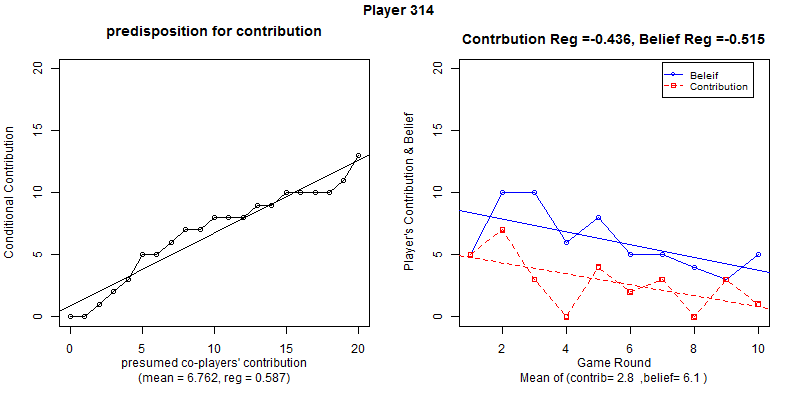 Player 314
predisposition for contribution
Conditional Contribution
0 5 10 15 20
0 5 10 15 20
presumed co-players' contribution
(mean = 6.762, reg = 0.587)
Contrbution Reg =-0.436, Belief Reg =-0.515
Player's Contribution & Belief
0 5 10 15 20
Beleif
Contribution
2 4 6 8 10
Game Round
Mean of (contrib= 2.8 ,belief= 6.1 )